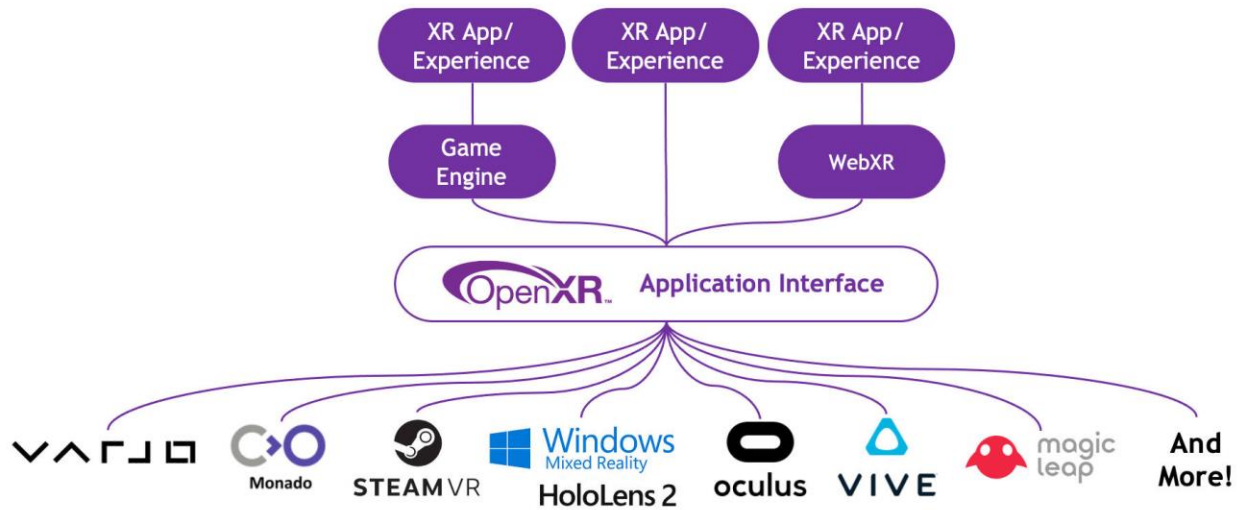 XR App/
Experience
XR App/
Experience
XR App/
Experience
Game
Engine
WebXR
OpenXR™ Application Interface
VARJO
Monado
STEAMVR
Windows
Mixed Reality
HoloLens 2
oculus
VIVE
magic
leap
And
More!